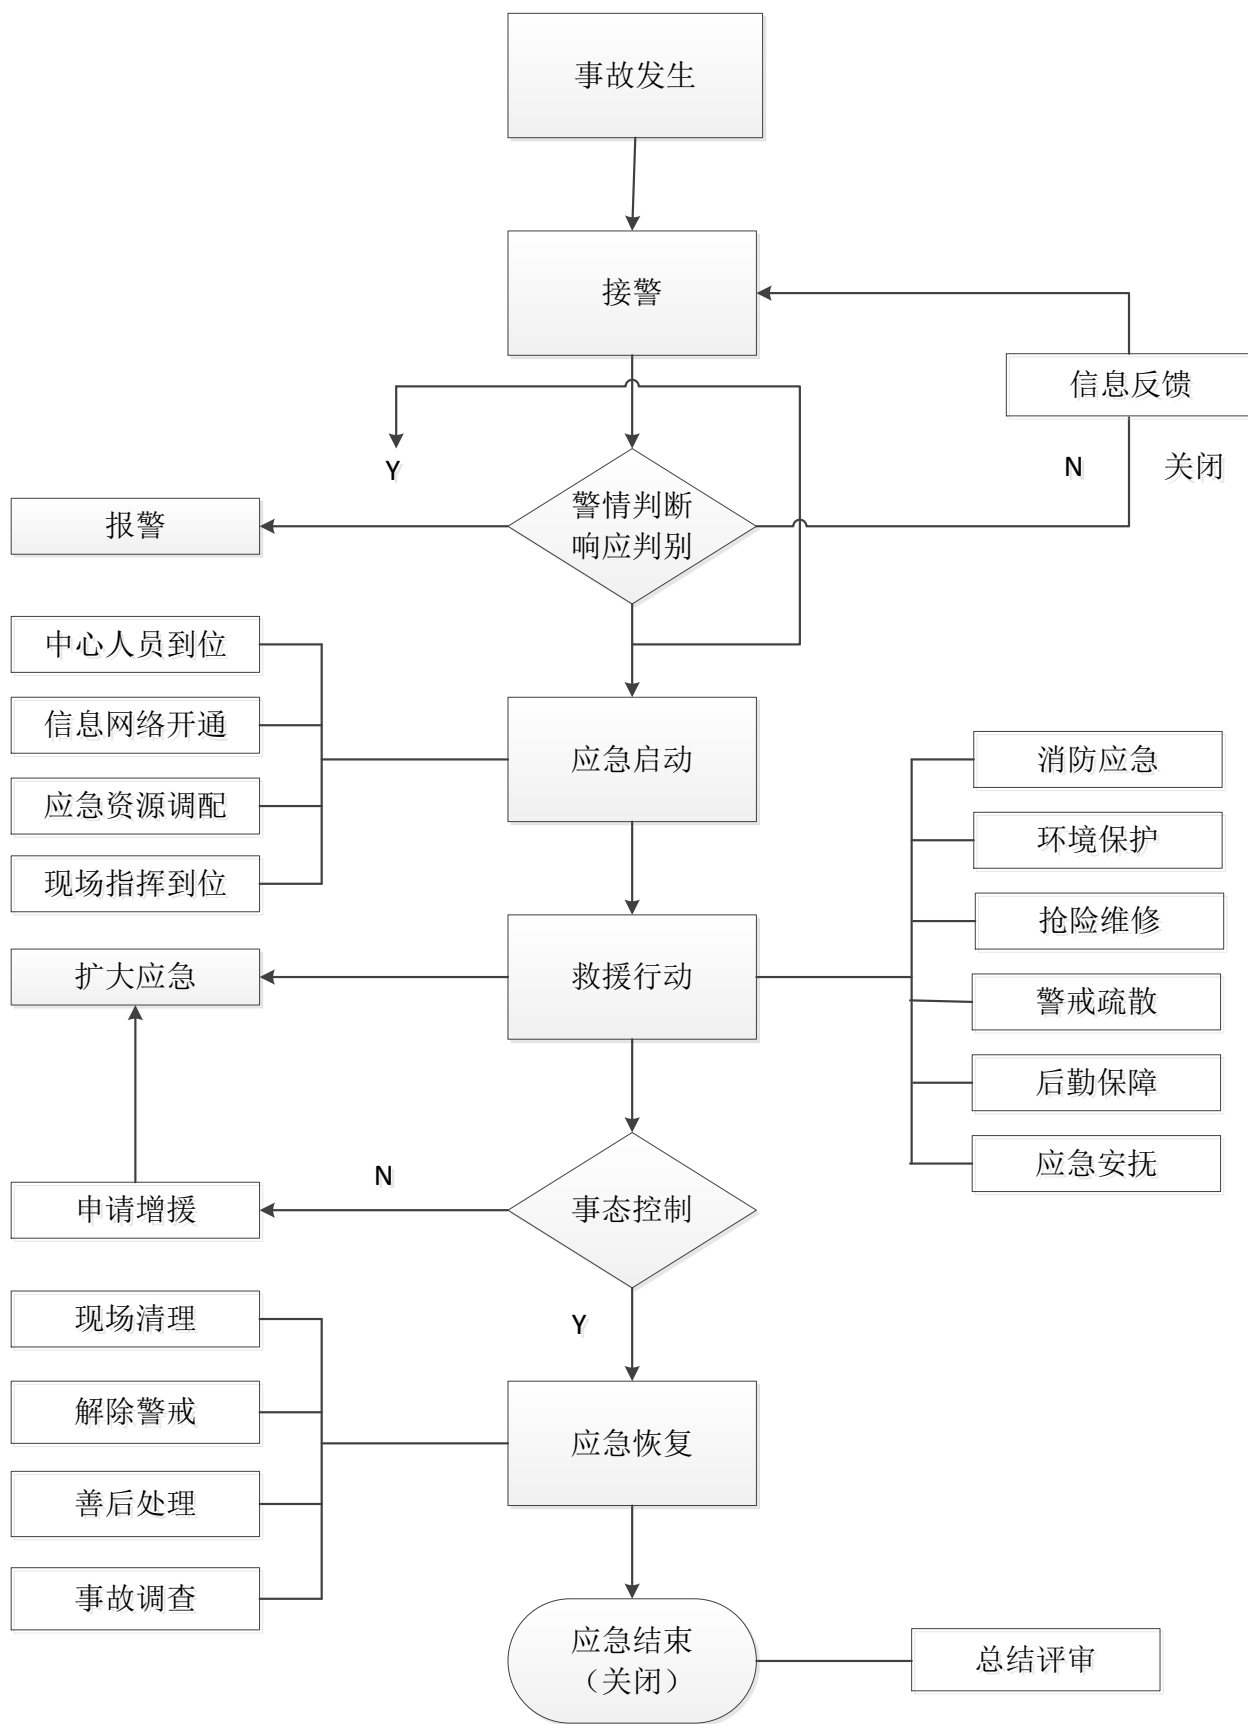 事故发生
接警
信息反馈
Y
N
关闭
警情判断
响应判别
报警
中心人员到位
信息网络开通
应急资源调配
现场指挥到位
应急启动
消防应急
环境保护
抢险维修
警戒疏散
后勤保障
应急安抚
扩大应急
救援行动
N
申请增援
事态控制
Y
现场清理
解除警戒
善后处理
事故调查
应急恢复
应急结束
（关闭）
总结评审